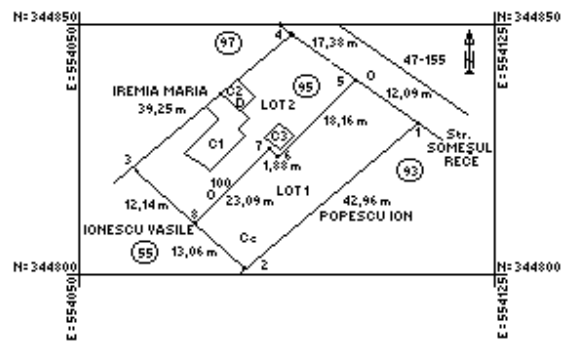 N=344850
N=344850
E=554050
E=554125
97
4
17,38 m
47-155
5
O
12,09 m
IREMIA MARIA
C2
D
LOT 2
95
39,25 m
18,16 m
1
Str.
SOMEŞUL
RECE
C1
C3
7
6
1,88 m
93
3
100
O
LOT 1
12,14 m
23,09 m
42,96 m
8
POPESCU ION
IONESCU VASILE
Cc
55
13,06 m
2
N=344800
N=344800
E=554050
E=554125